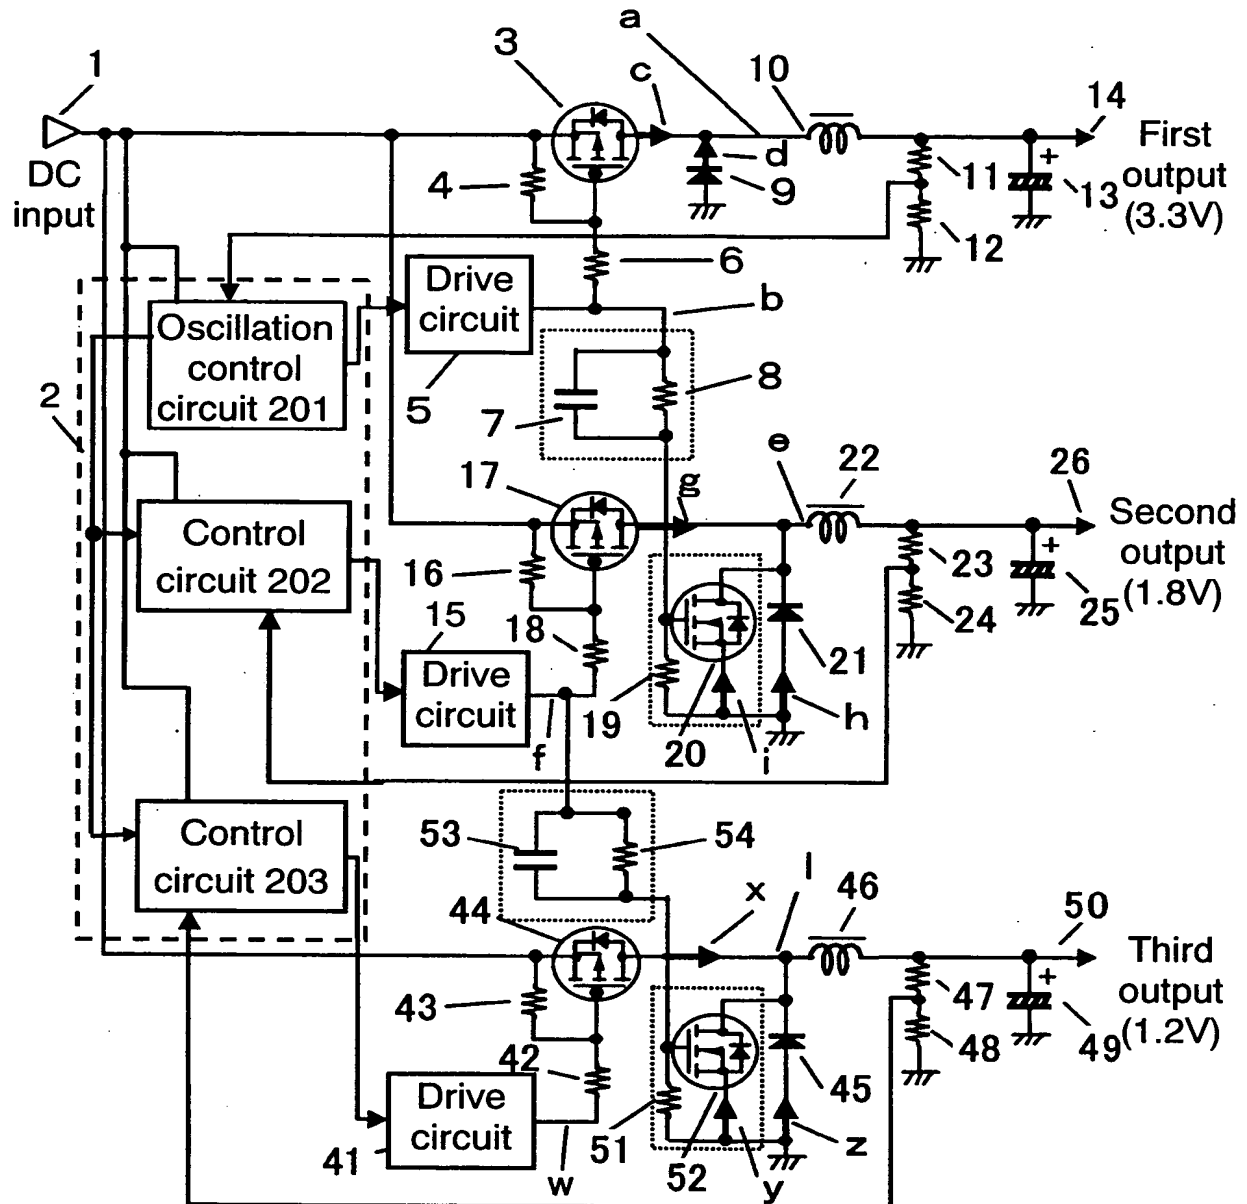 a
3
1
c
10
14
First
output
(3.3V)
DC
input
4
d
9
11
13
12
6
Drive
circuit
b
Oscillation
control
circuit 201
5
8
2
7
e
22
26
17
g
Second
output
(1.8V)
Control
circuit 202
16
23
25
24
15
18
21
Drive
circuit
19
f
20
i
h
53
54
Control
circuit 203
44
x
l
46
50
Third
output
(1.2V)
43
47
48
49
42
45
Drive
circuit
51
41
w
52
y
z